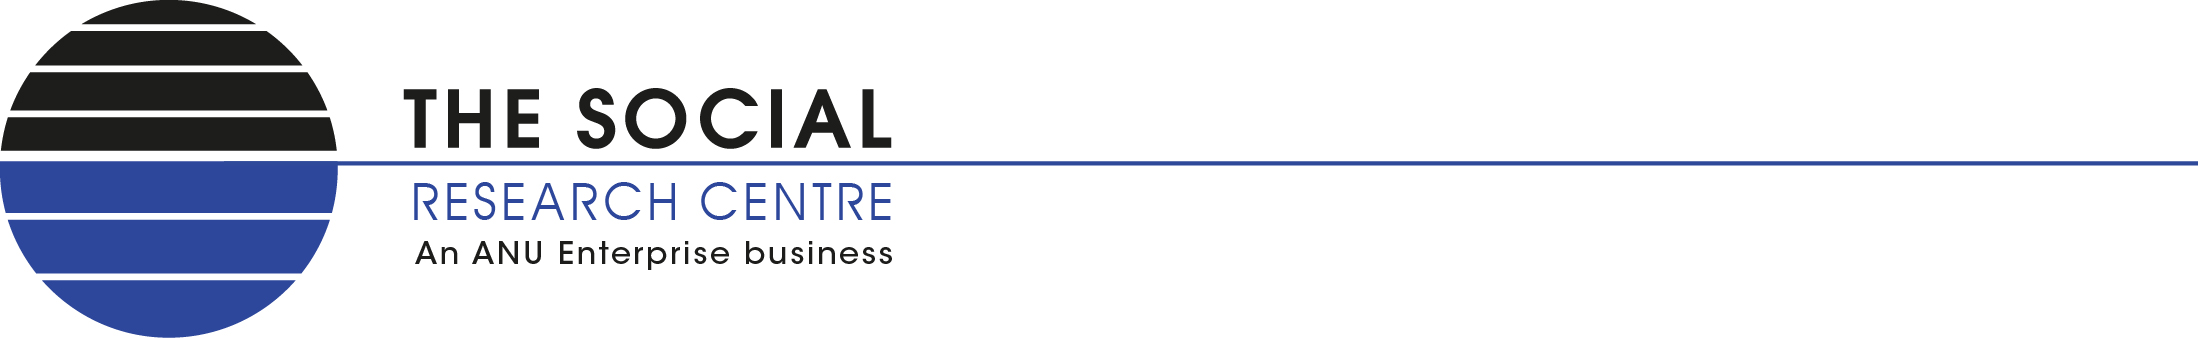 THE SOCIAL
RESEARCH CENTRE
An ANU Enterprise business